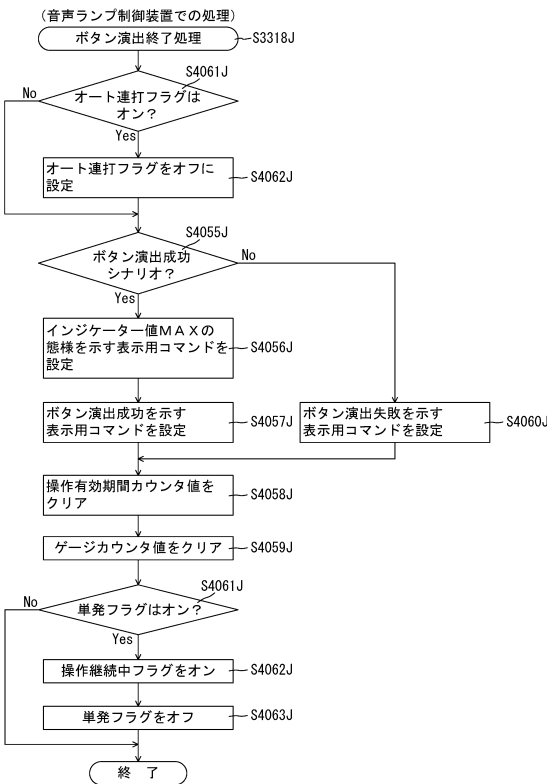 (音声ランプ制御装置での処理)
ボタン演出終了処理
S3318J
S4061J
オート連打フラグは
オン？
No
Yes
オート連打フラグをオフに
設定
S4062J
S4055J
ボタン演出成功
シナリオ？
No
Yes
インジケーター値ＭＡＸの
態様を示す表示用コマンドを
設定
S4056J
ボタン演出成功を示す
表示用コマンドを設定
S4057J
ボタン演出失敗を示す
表示用コマンドを設定
S4060J
操作有効期間カウンタ値を
クリア
S4058J
ゲージカウンタ値をクリア
S4059J
S4061J
単発フラグはオン？
No
Yes
操作継続中フラグをオン
S4062J
単発フラグをオフ
S4063J
終 了